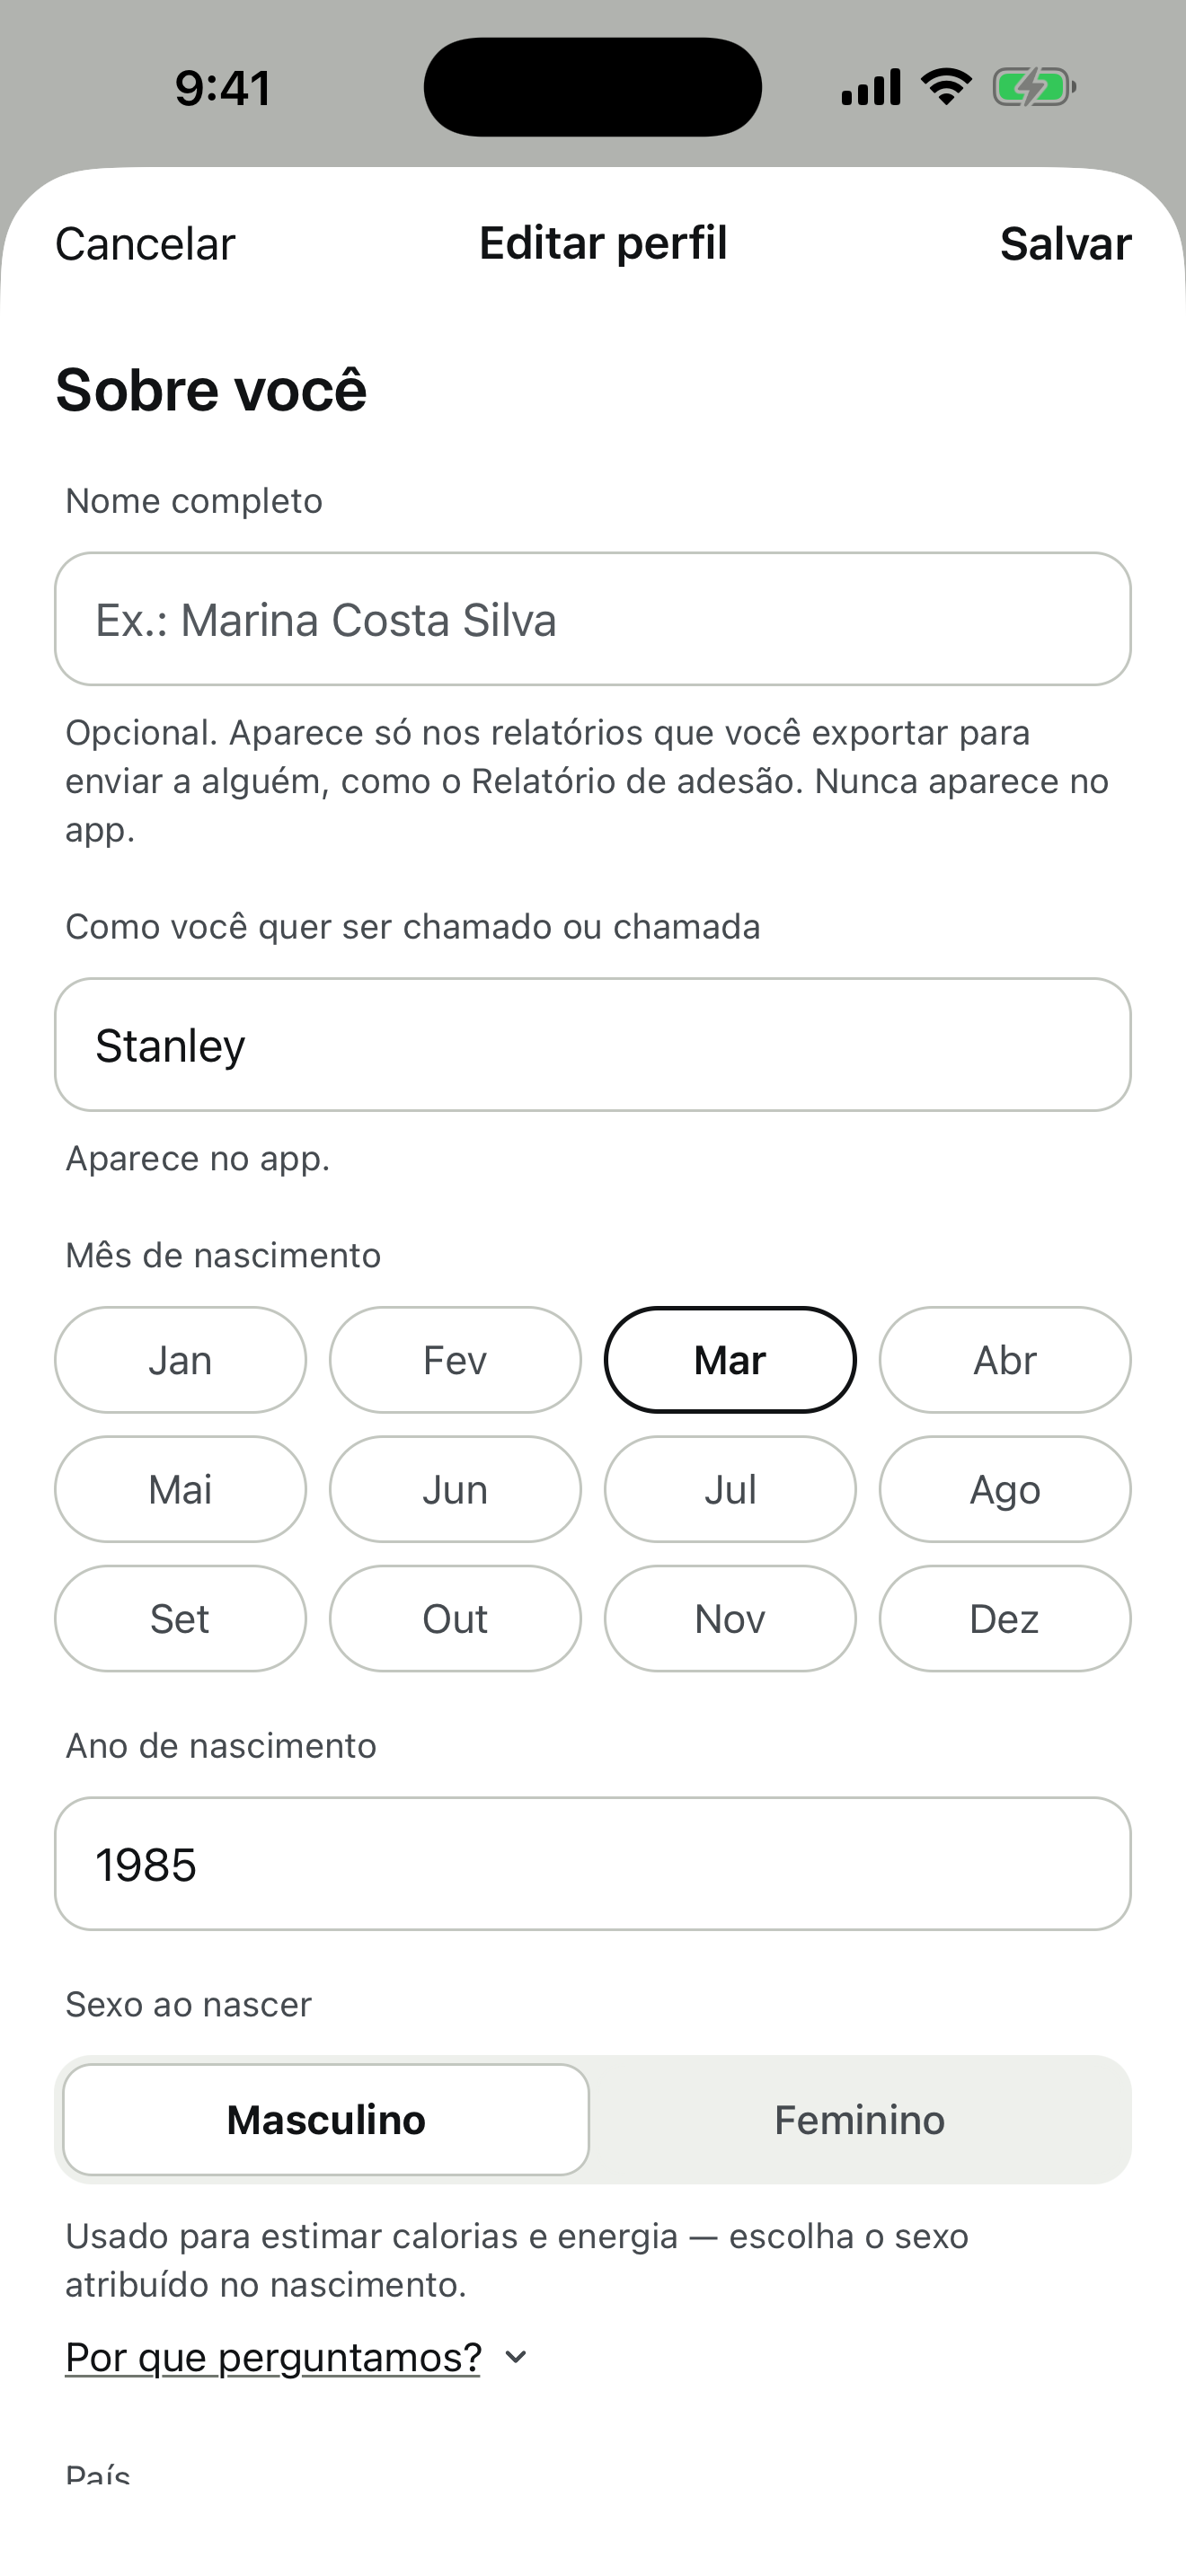 9:41
Cancelar
Editar perfil
Salvar
Sobre você
Nome completo
Ex.: Marina Costa Silva
Opcional. Aparece só nos relatórios que você exportar para
enviar a alguém, como o Relatório de adesão. Nunca aparece no
app.
Como você quer ser chamado ou chamada
Stanley
Aparece no app.
Mês de nascimento
Jan
Fev
Mar
Abr
Mai
Jun
Jul
Ago
Set
Out
Nov
Dez
Ano de nascimento
1985
Sexo ao nascer
Masculino
Feminino
Usado para estimar calorias e energia — escolha o sexo
atribuído no nascimento.
Por que perguntamos?
País